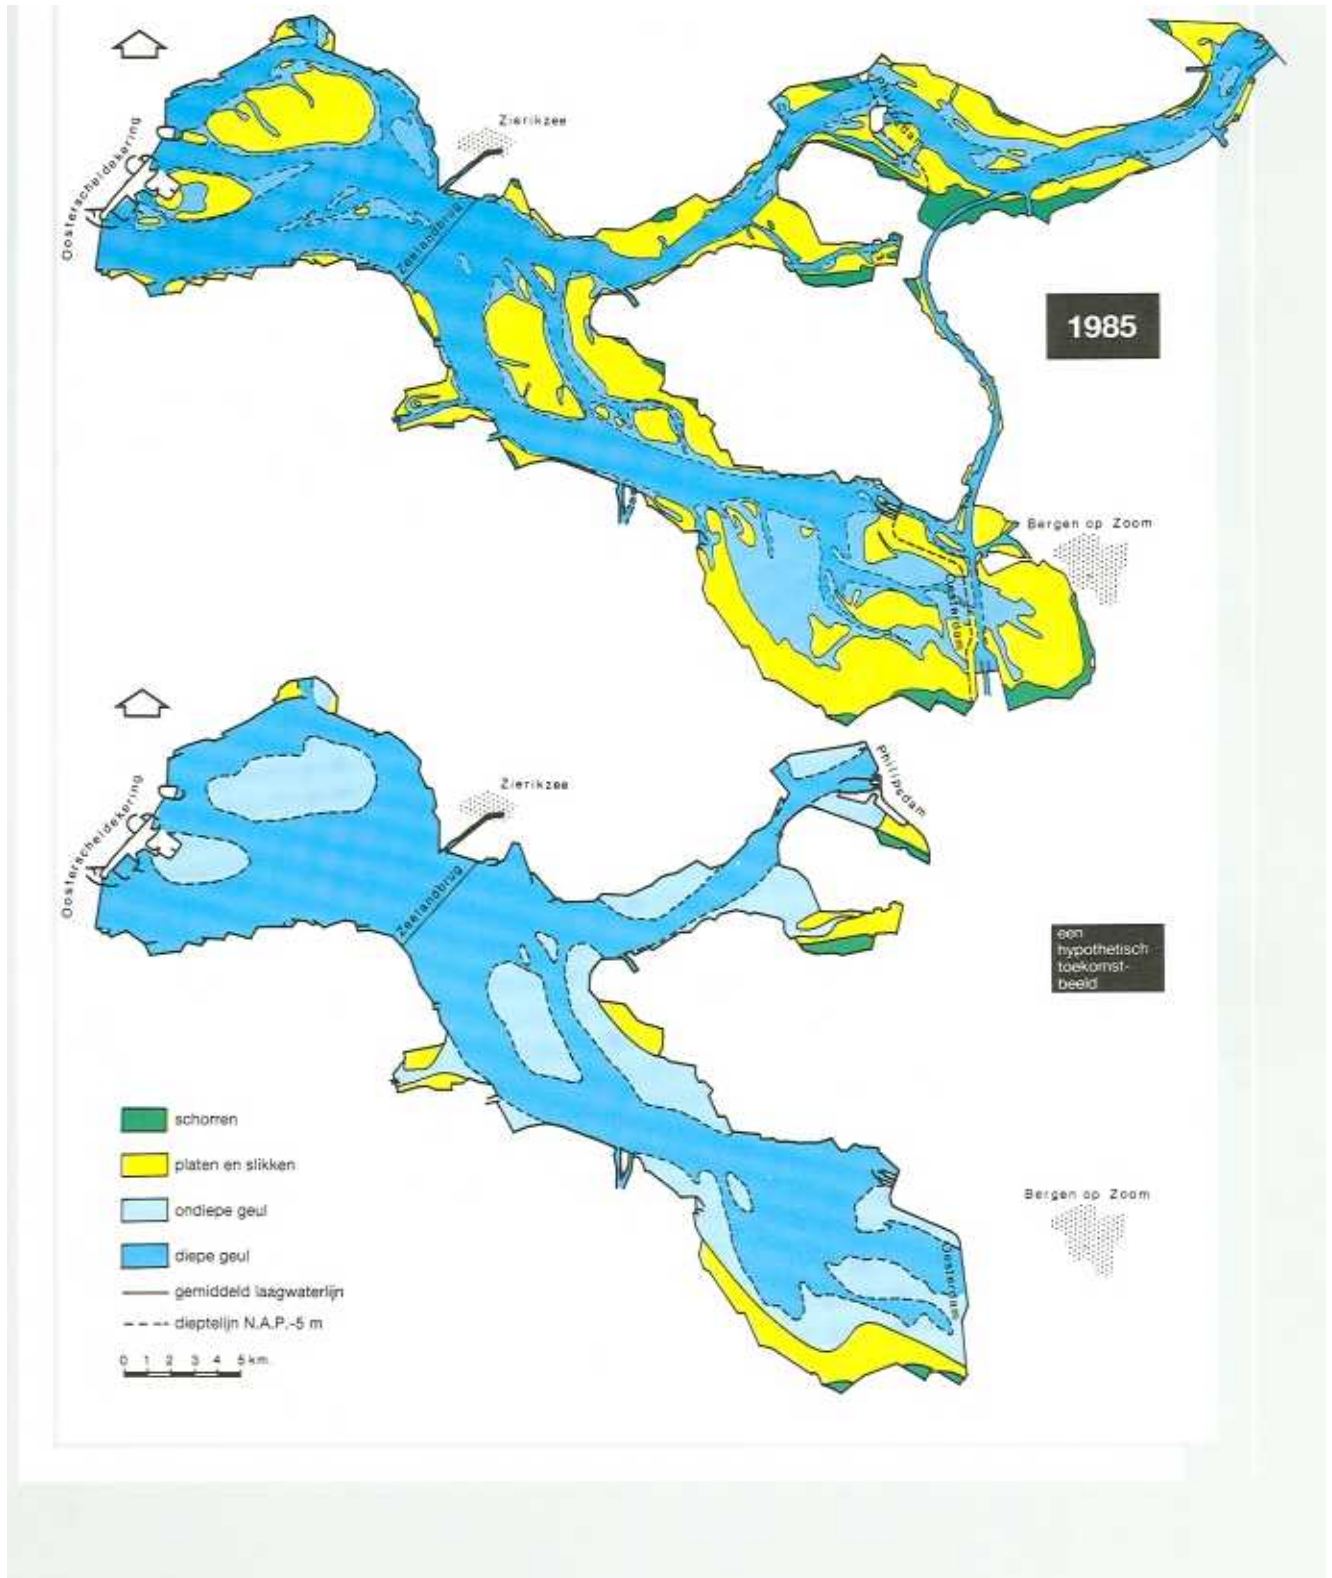 Zierikzee
Oosterscheldekering
Zeelandbrug
1985
Bergen op Zoom
Oesterdam
Philipsdam
Zierikzee
Oosterscheldekering
Zeelandbrug
een
hypothetisch
toekomst-
beeld
schorren
platen en slikken
ondiepe geul
diepe geul
gemiddeld laagwaterlijn
dieptelijn N.A.P.-5 m
0 1 2 3 4 5 km.
Bergen op Zoom
Oesterdam